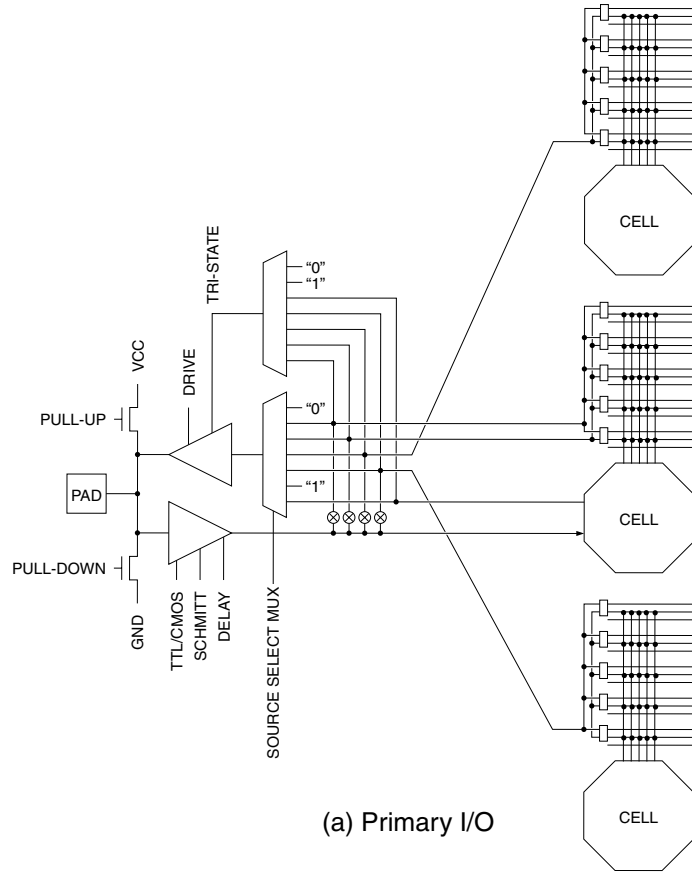 CELL
TRI-STATE
“0”
“1”
VCC
DRIVE
PULL-UP
“0”
PAD
“1”
CELL
PULL-DOWN
GND
TTL/CMOS
SCHMITT
DELAY
SOURCE SELECT MUX
CELL
(a) Primary I/O